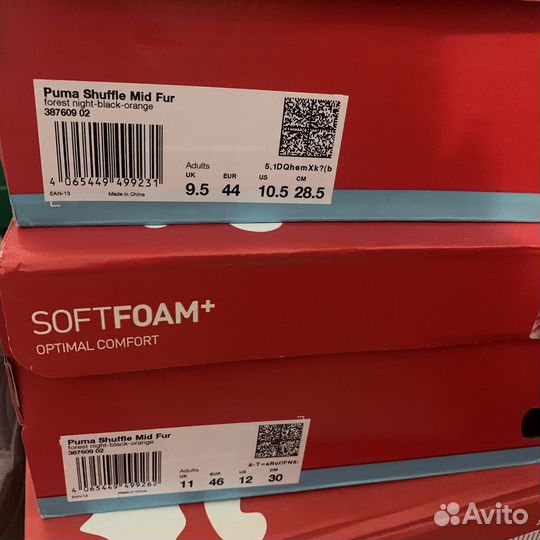 Puma Shuffle Mid Fur
forest night-black-orange
387609 02
4 065449 499231
EAN-13
Made in China
Adults
5,1DQhemXk?(b
UK EUR US CM
9.5 44 10.5 28.5
SOFTFOAM+
OPTIMAL COMFORT
Puma Shuffle Mid Fur
forest night-black-orange
387609 02
4 065449 499262
EAN-13
Made in China
Adults
UK EUR US CM
11 46 12 30
Avito